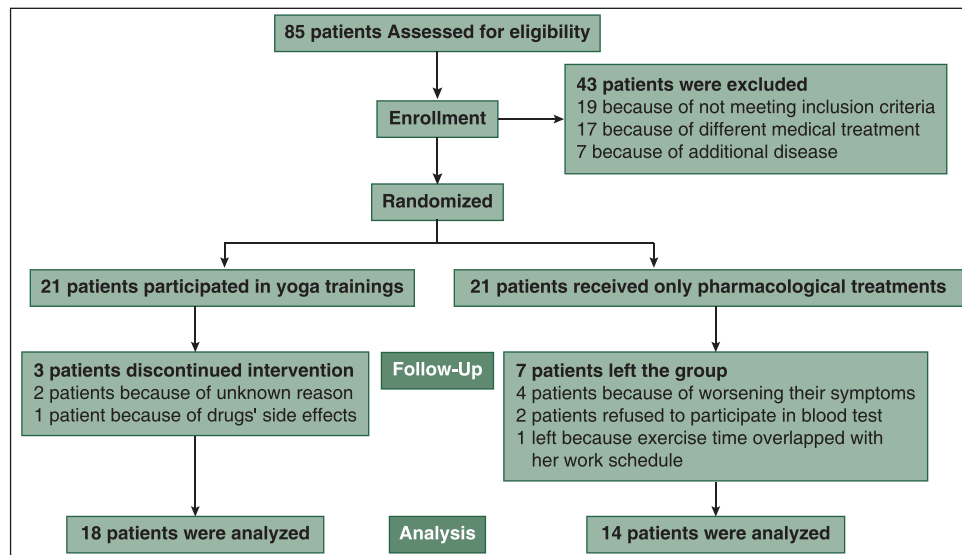 85 patients Assessed for eligibility
43 patients were excluded
19 because of not meeting inclusion criteria
17 because of different medical treatment
7 because of additional disease
Enrollment
Randomized
21 patients participated in yoga trainings
21 patients received only pharmacological treatments
3 patients discontinued intervention
2 patients because of unknown reason
1 patient because of drugs' side effects
Follow-Up
7 patients left the group
4 patients because of worsening their symptoms
2 patients refused to participate in blood test
1 left because exercise time overlapped with
her work schedule
18 patients were analyzed
Analysis
14 patients were analyzed